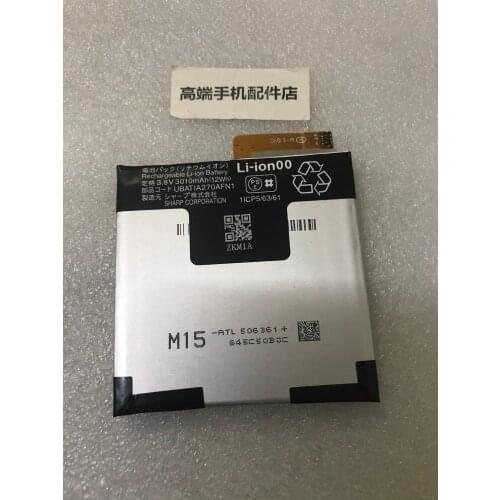 高端手机配件店
電池パック(リチウムイオン)
Rechargeable Li-ion Battery
定格 3.8V 3010mAh(12Wh)
部品コード UBATIA270AFN1
製造元 シャープ株式会社
SHARP CORPORATION
Li-ion00
PS
1ICP5/63/61
ZKM1A
M15
-ATL 506361+
645C50B0C